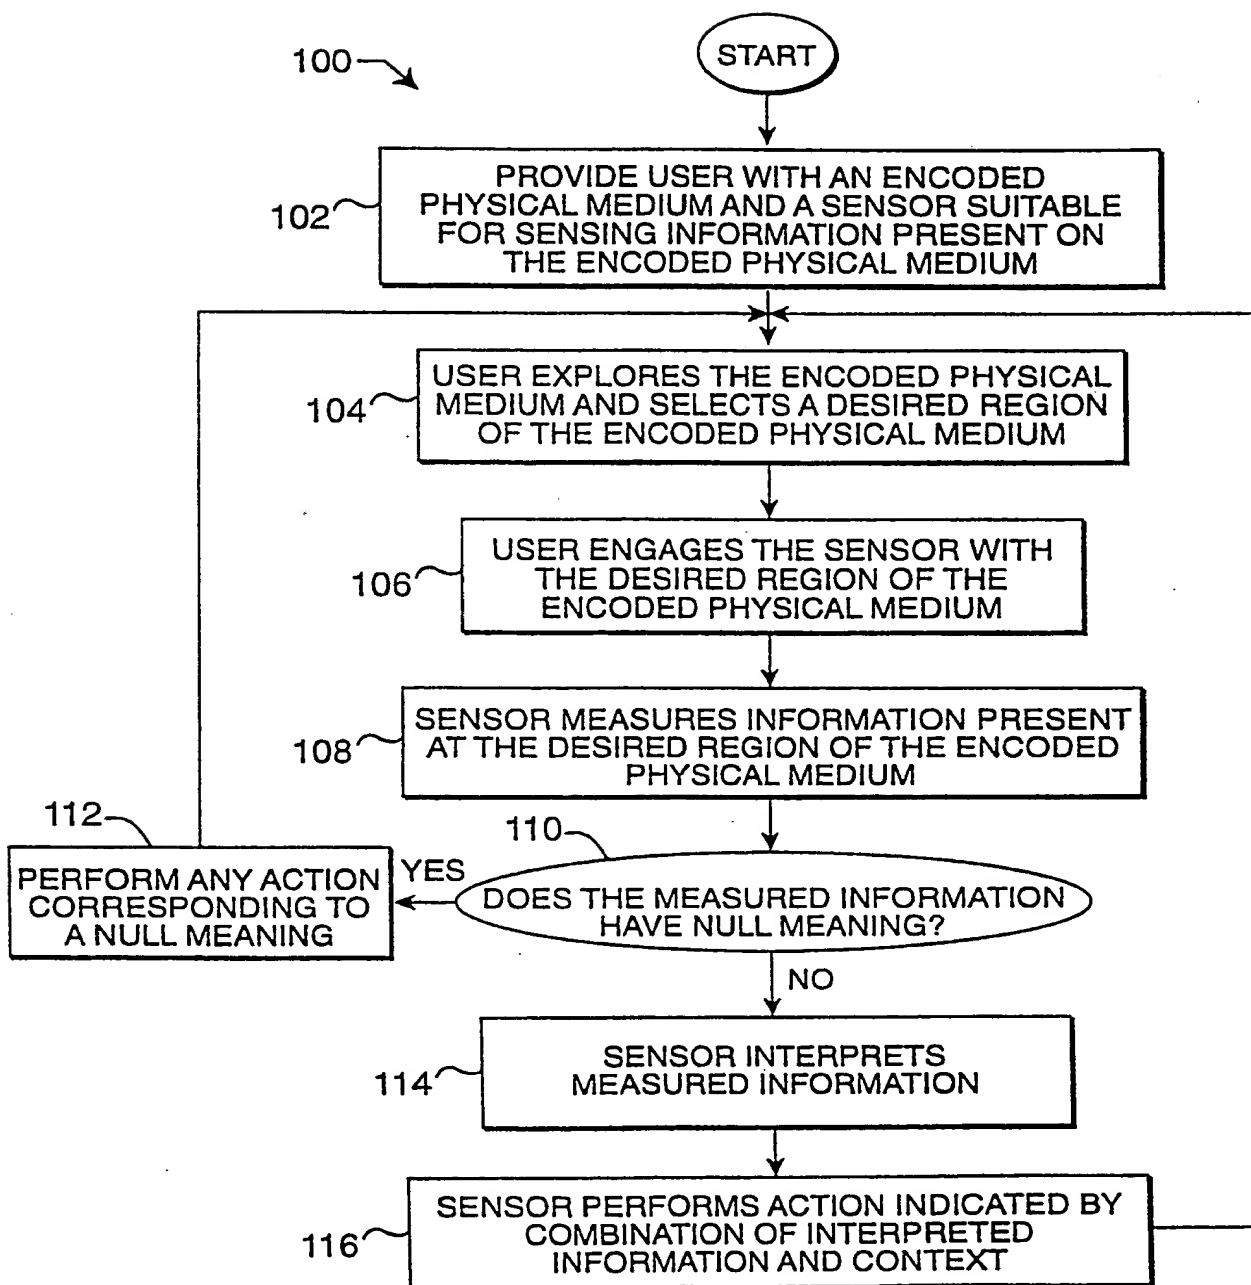 START
100
PROVIDE USER WITH AN ENCODED
PHYSICAL MEDIUM AND A SENSOR SUITABLE
FOR SENSING INFORMATION PRESENT ON
THE ENCODED PHYSICAL MEDIUM
102
USER EXPLORES THE ENCODED PHYSICAL
MEDIUM AND SELECTS A DESIRED REGION
OF THE ENCODED PHYSICAL MEDIUM
104
USER ENGAGES THE SENSOR WITH
THE DESIRED REGION OF THE
ENCODED PHYSICAL MEDIUM
106
SENSOR MEASURES INFORMATION PRESENT
AT THE DESIRED REGION OF THE ENCODED
PHYSICAL MEDIUM
108
110
DOES THE MEASURED INFORMATION
HAVE NULL MEANING?
YES
112
PERFORM ANY ACTION
CORRESPONDING TO
A NULL MEANING
NO
SENSOR INTERPRETS
MEASURED INFORMATION
114
SENSOR PERFORMS ACTION INDICATED BY
COMBINATION OF INTERPRETED
INFORMATION AND CONTEXT
116